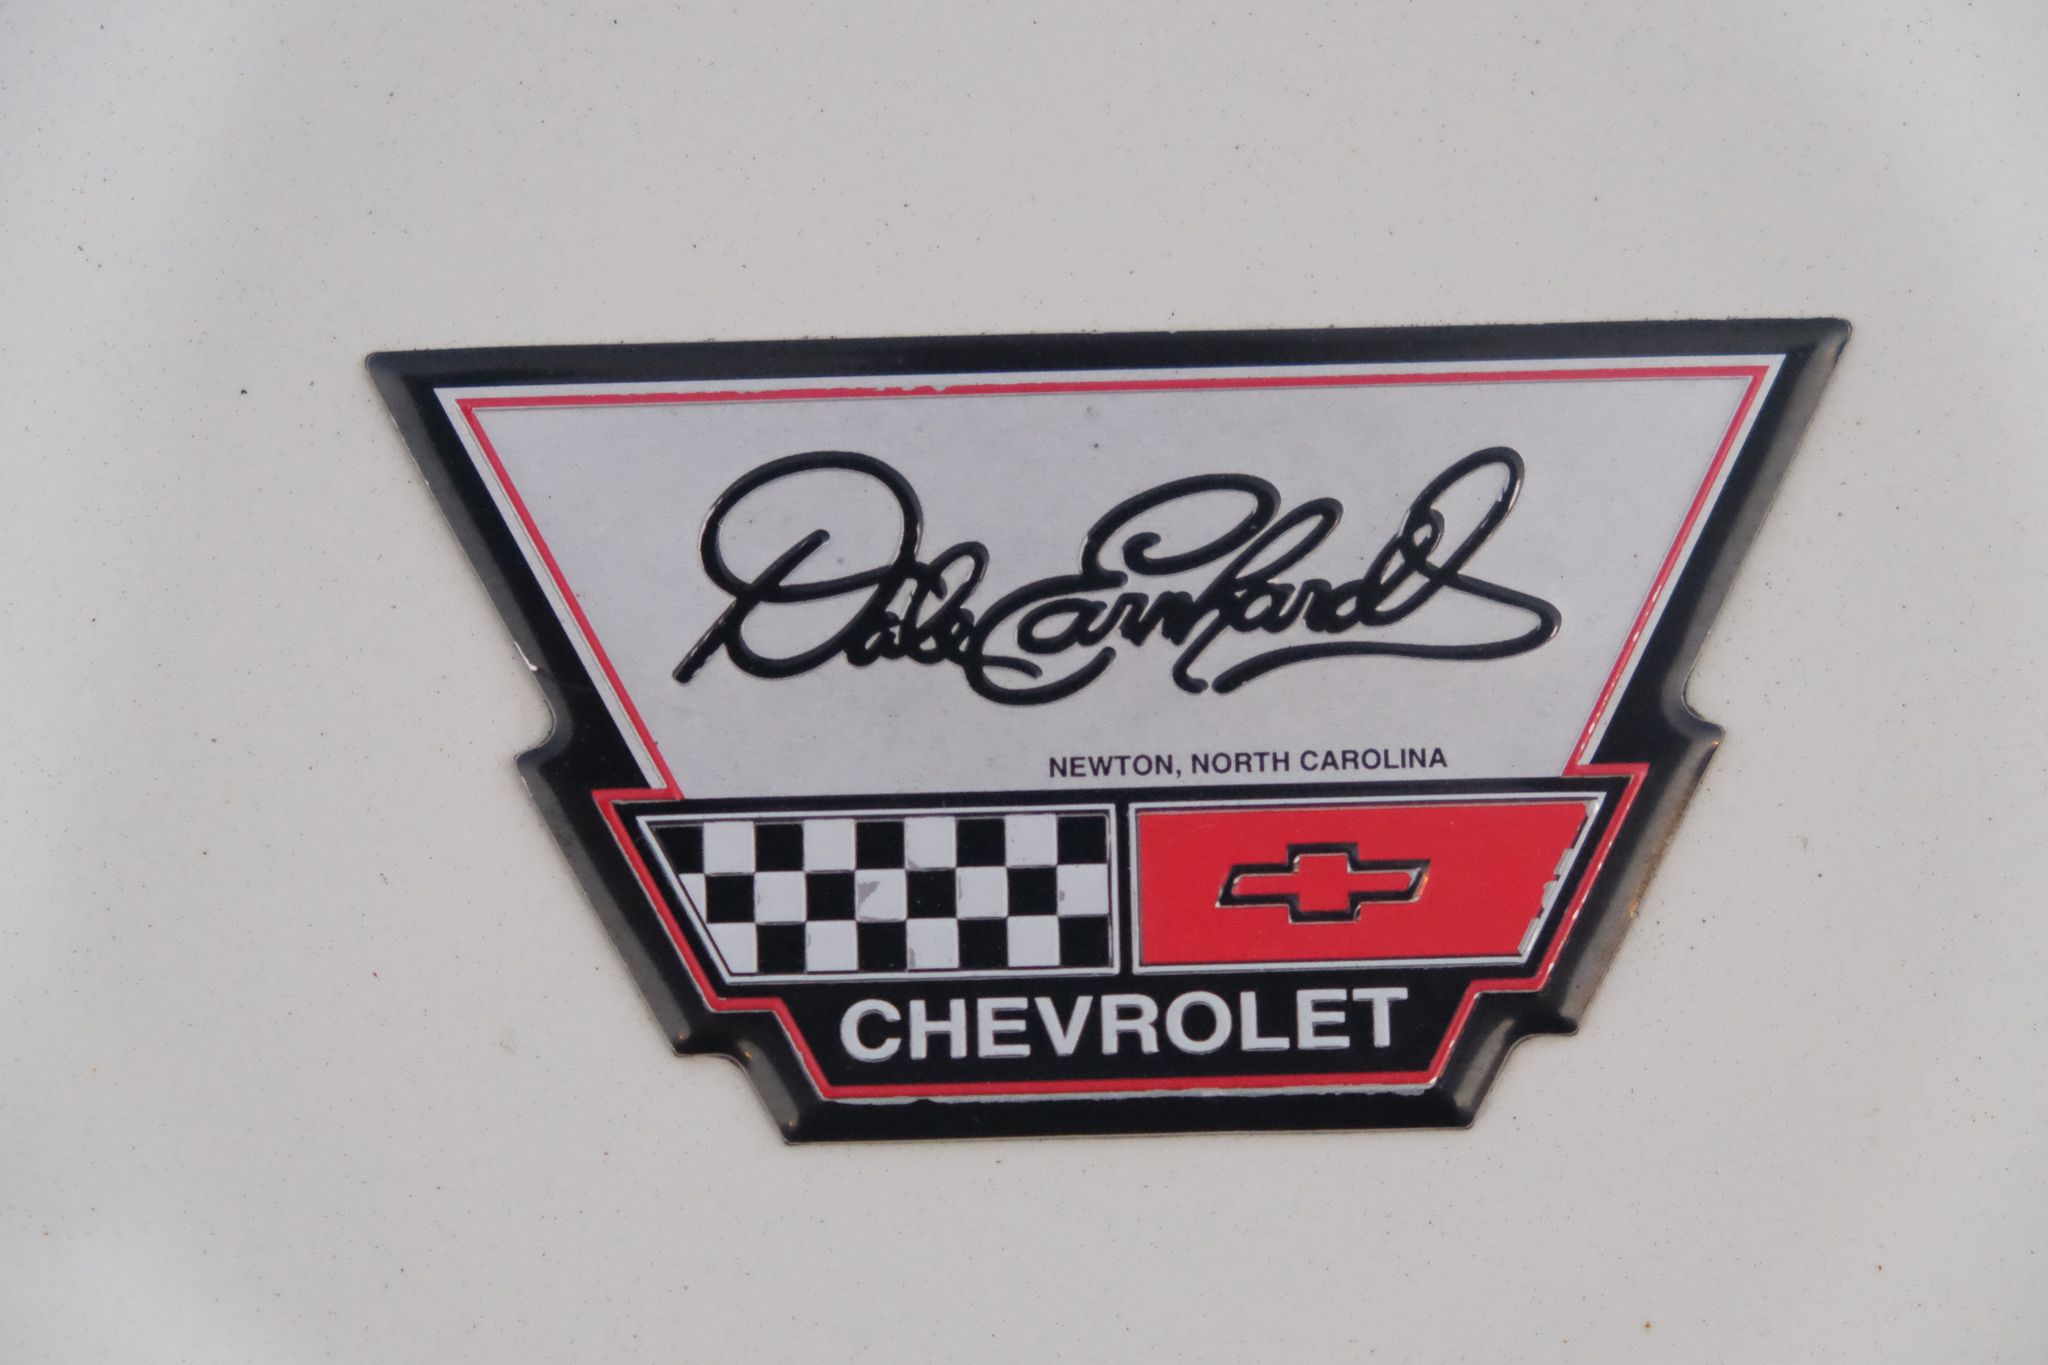 Dale Earnhardt
NEWTON, NORTH CAROLINA
CHEVROLET